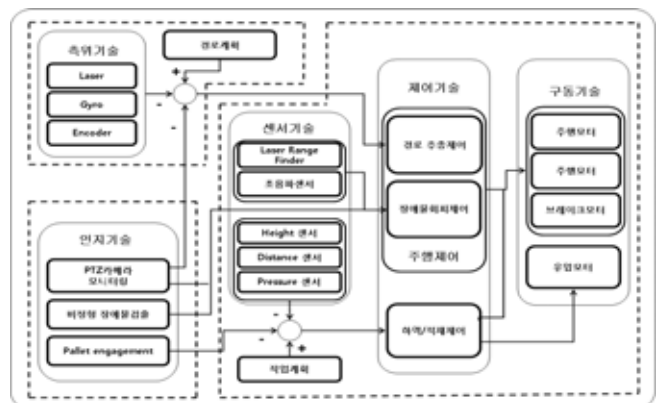 측위기술
Laser
Gyro
Encoder
경로계획
+
-
-
센서기술
Laser Range
Finder
초음파센서
Height 센서
Distance 센서
Pressure 센서
제어기술
경로 추종제어
장애물회피제어
주행제어
하역/적재제어
구동기술
주행모터
주행모터
브레이크모터
유압모터
인지기술
PTZ카메라
모니터링
비정형 장애물검출
Pallet engagement
-
-
+
작업계획